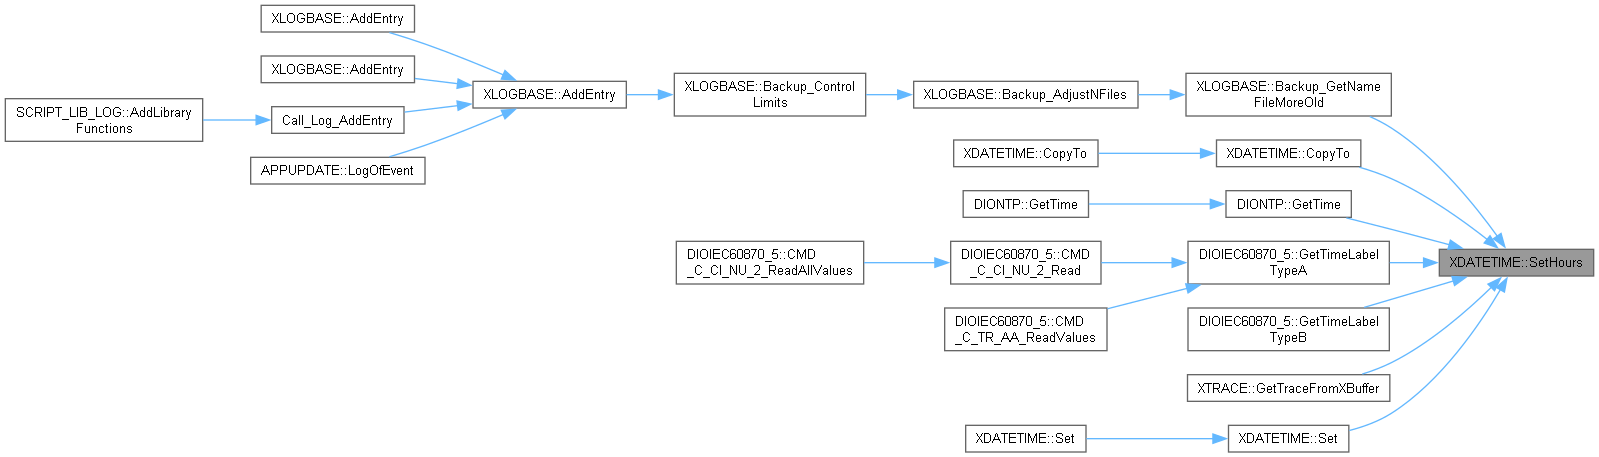 XLOGBASE::AddEntry
XLOGBASE::AddEntry
SCRIPT_LIB_LOG::AddLibrary
Functions
Call_Log_AddEntry
APPUPDATE::LogOfEvent
XLOGBASE::AddEntry
XLOGBASE::Backup_Control
Limits
XLOGBASE::Backup_AdjustNFiles
XLOGBASE::Backup_GetName
FileMoreOld
XDATETIME::CopyTo
XDATETIME::CopyTo
DIONTP::GetTime
DIONTP::GetTime
DIOIEC60870_5::CMD
_C_CI_NU_2_ReadAllValues
DIOIEC60870_5::CMD
_C_CI_NU_2_Read
DIOIEC60870_5::GetTimeLabel
TypeA
XDATETIME::SetHours
DIOIEC60870_5::CMD
_C_TR_AA_ReadValues
DIOIEC60870_5::GetTimeLabel
TypeB
XTRACE::GetTraceFromXBuffer
XDATETIME::Set
XDATETIME::Set